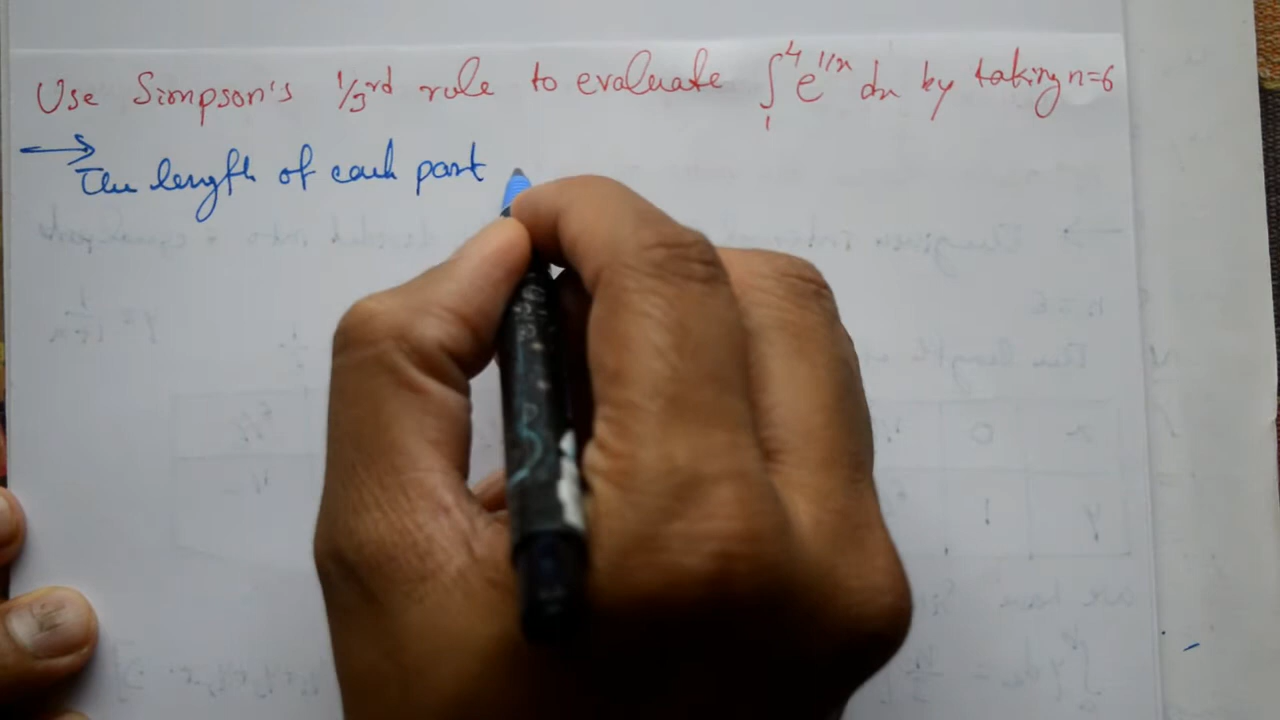 Use Simpson's 1/3rd rule to evaluate ∫₁⁴ e^{1/x} dx by taking n=6
The length of each part